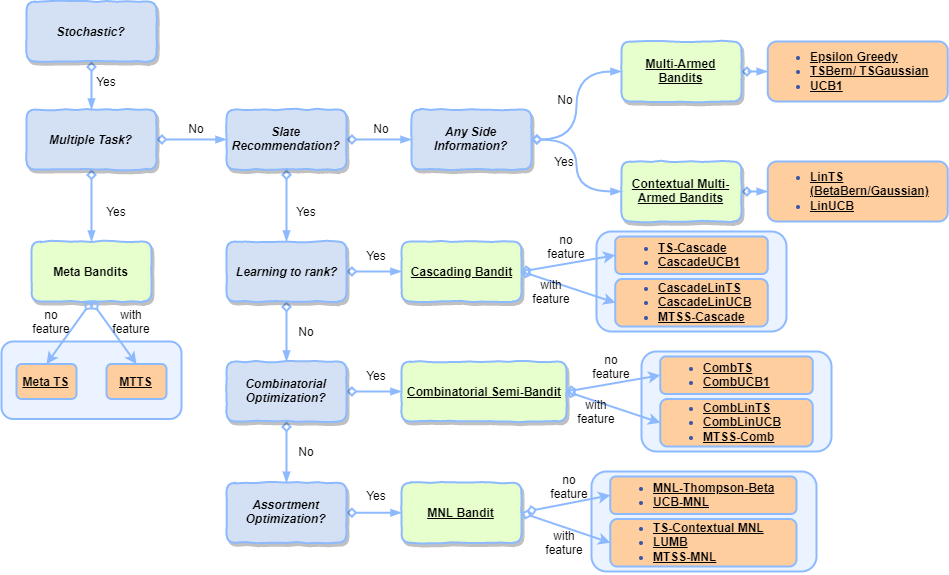 Stochastic?
Yes
Multiple Task?
No
Slate
Recommendation?
No
Any Side
Information?
No
Multi-Armed
Bandits
Epsilon Greedy
TSBern/ TSGaussian
UCB1
Yes
Contextual Multi-
Armed Bandits
LinTS
(BetaBern/Gaussian)
LinUCB
Yes
Meta Bandits
no
feature
with
feature
Meta TS
MTTS
Yes
Learning to rank?
Yes
Cascading Bandit
no
feature
with
feature
TS-Cascade
CascadeUCB1
CascadeLinTS
CascadeLinUCB
MTSS-Cascade
No
Combinatorial
Optimization?
Yes
Combinatorial Semi-Bandit
no
feature
with
feature
CombTS
CombUCB1
CombLinTS
CombLinUCB
MTSS-Comb
No
Assortment
Optimization?
Yes
MNL Bandit
no
feature
with
feature
MNL-Thompson-Beta
UCB-MNL
TS-Contextual MNL
LUMB
MTSS-MNL